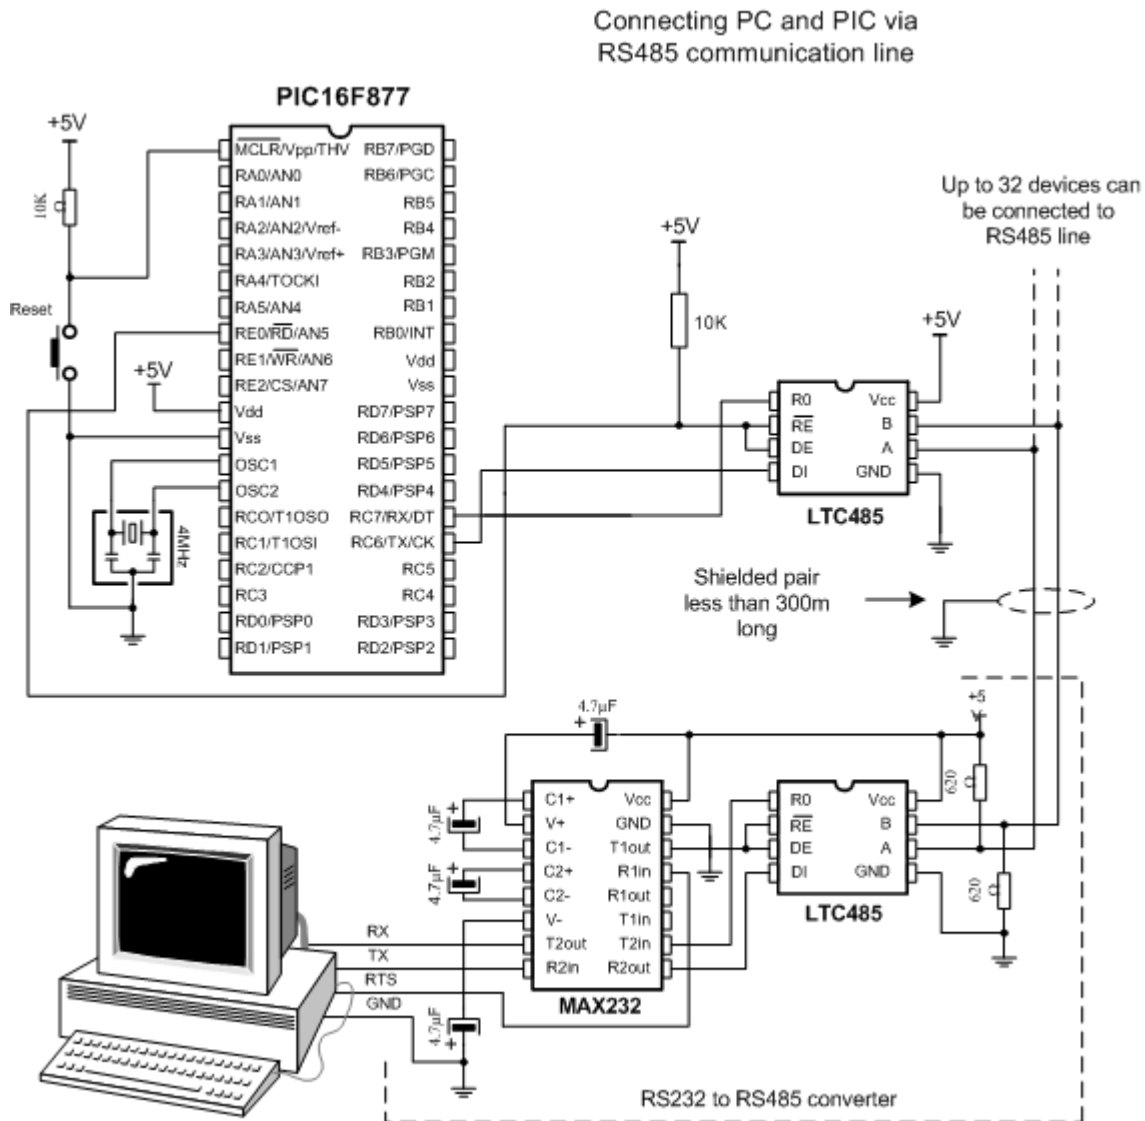 Connecting PC and PIC via
RS485 communication line
PIC16F877
+5V
10K
Ω
Reset
+5V
MCLR/Vpp/THV
RA0/AN0
RA1/AN1
RA2/AN2/Vref-
RA3/AN3/Vref+
RA4/TOCKI
RA5/AN4
RE0/RD/AN5
RE1/WR/AN6
RE2/CS/AN7
Vdd
Vss
OSC1
OSC2
RCO/T1OSO
RC1/T1OSI
RC2/CCP1
RC3
RD0/PSP0
RD1/PSP1
RB7/PGD
RB6/PGC
RB5
RB4
RB3/PGM
RB2
RB1
RB0/INT
Vdd
Vss
RD7/PSP7
RD6/PSP6
RD5/PSP5
RD4/PSP4
RC7/RX/DT
RC6/TX/CK
RC5
RC4
RD3/PSP3
RD2/PSP2
4MHz
+5V
10K
+5V
Up to 32 devices can
be connected to
RS485 line
R0
RE
DE
DI
Vcc
B
A
GND
LTC485
Shielded pair
less than 300m
long
4.7µF
+
4.7µF
+
4.7µF
+
4.7µF
+
C1+
V+
C1-
C2+
C2-
V-
T2out
R2in
Vcc
GND
T1out
R1in
R1out
T1in
T2in
R2out
MAX232
R0
RE
DE
DI
Vcc
B
A
GND
LTC485
+5
V
620
Ω
620
Ω
RX
TX
RTS
GND
RS232 to RS485 converter